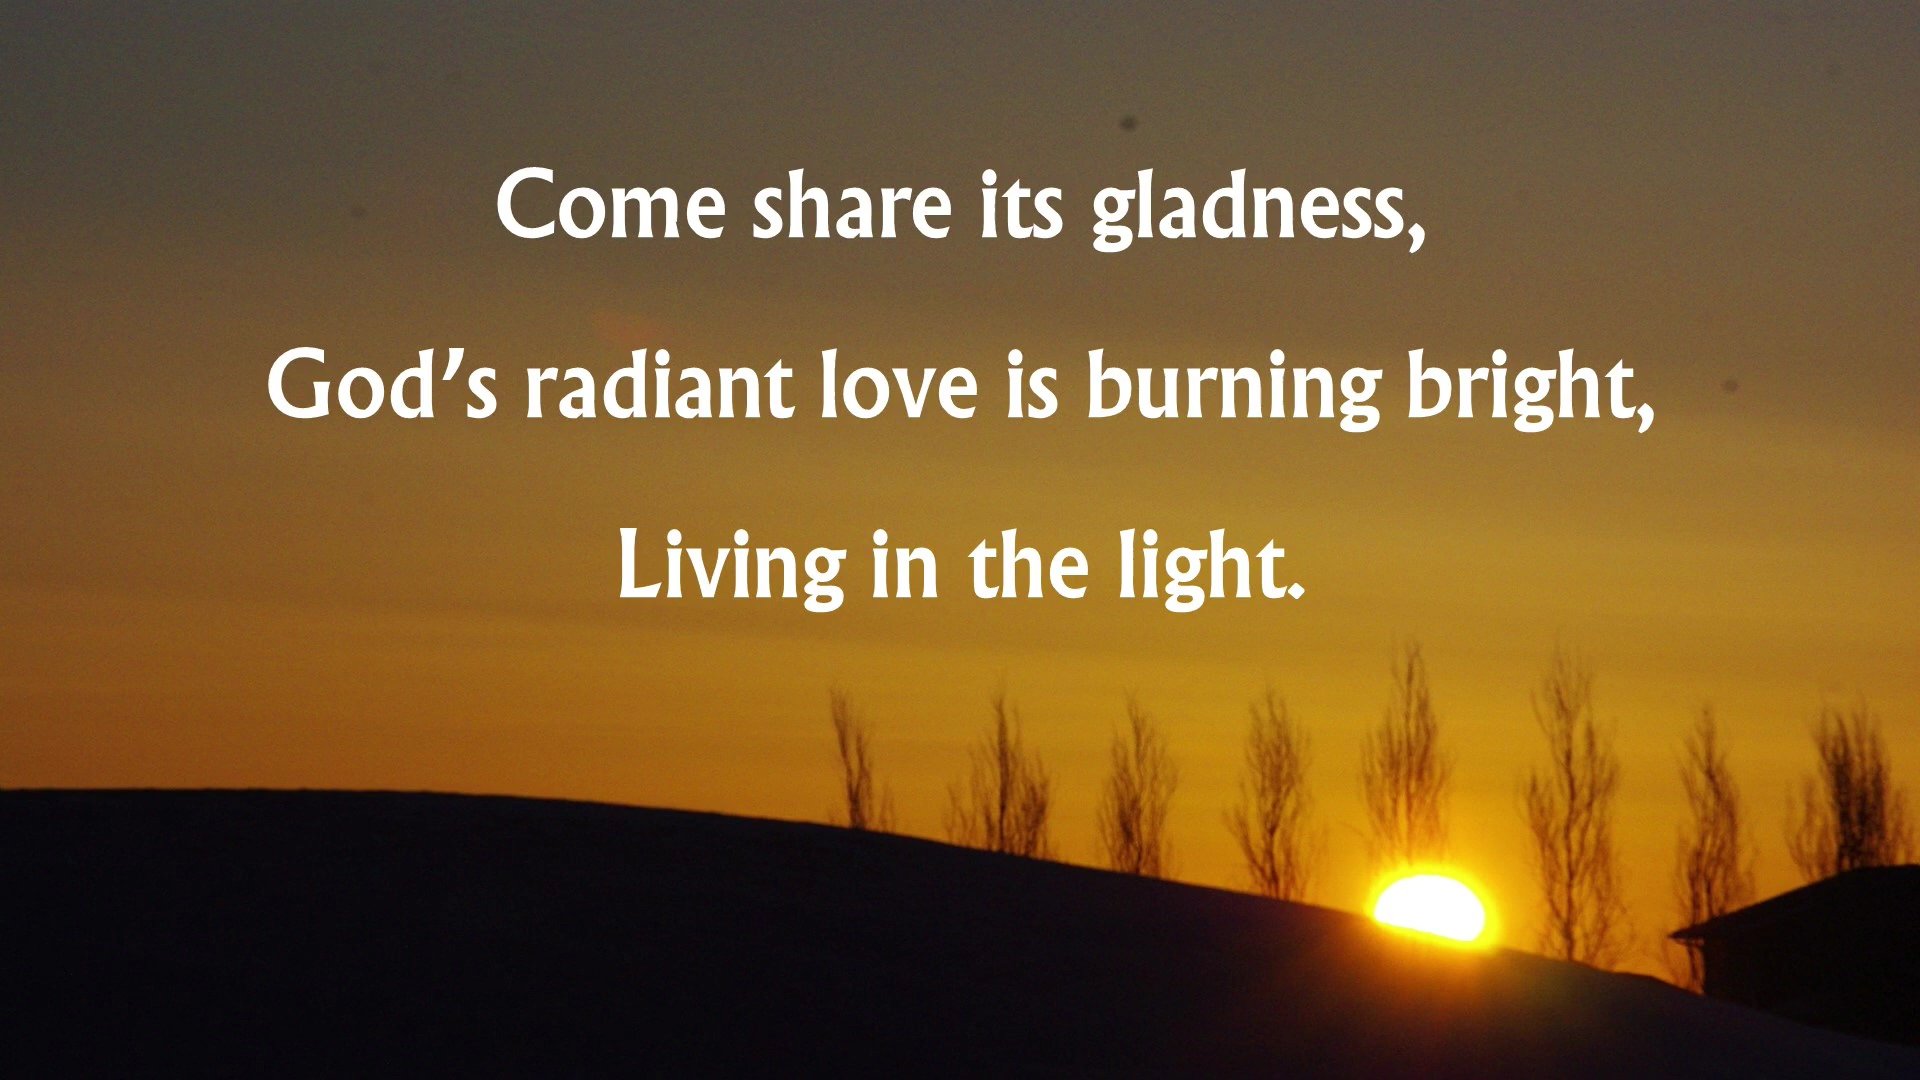 Come share its gladness,
God’s radiant love is burning bright,
Living in the light.